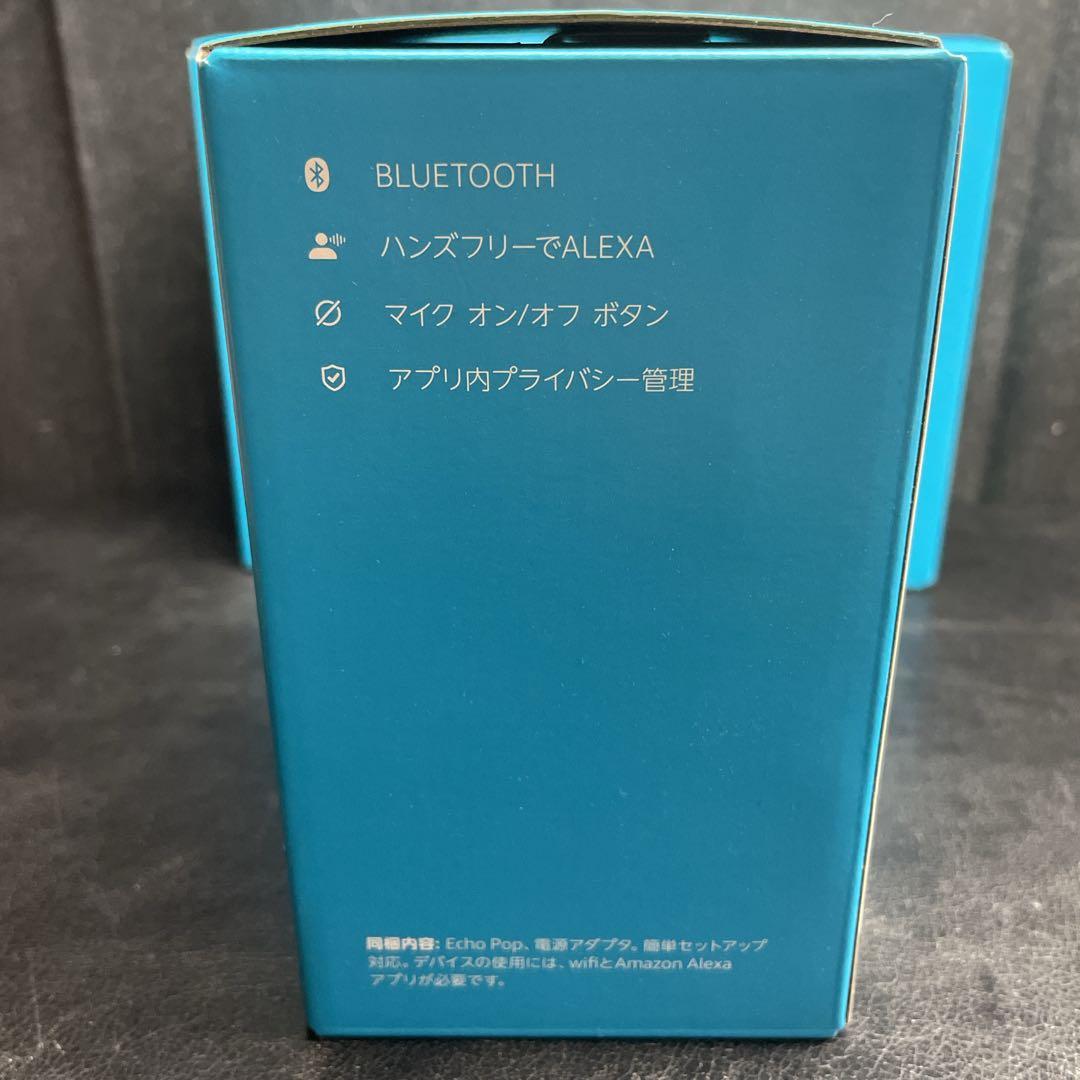 BLUETOOTH
ハンズフリーでALEXA
マイク オン/オフ ボタン
アプリ内プライバシー管理
同梱内容: Echo Pop、電源アダプタ。簡単セットアップ
対応。デバイスの使用には、wifiとAmazon Alexa
アプリが必要です。